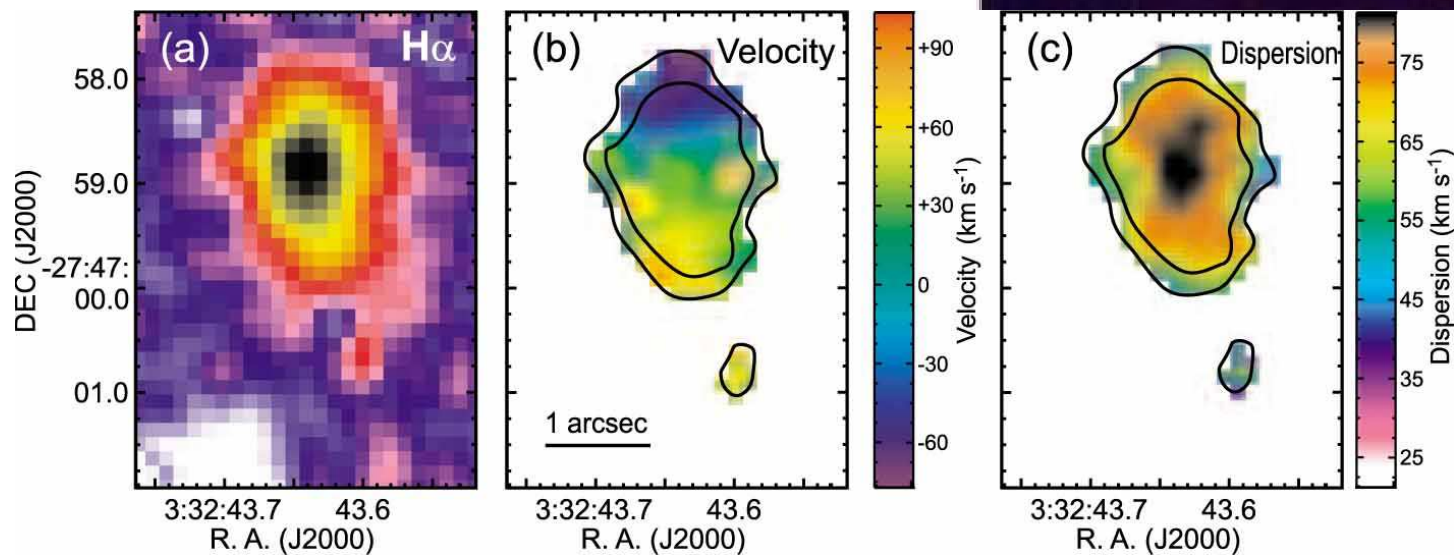 (a)
Hα
58.0
59.0
-27:47:
00.0
01.0
DEC (J2000)
3:32:43.7
43.6
R. A. (J2000)
(b)
Velocity
1 arcsec
3:32:43.7
43.6
R. A. (J2000)
+90
+60
+30
0
-30
-60
Velocity (km s⁻¹)
(c)
Dispersion
3:32:43.7
43.6
R. A. (J2000)
75
65
55
45
35
25
Dispersion (km s⁻¹)